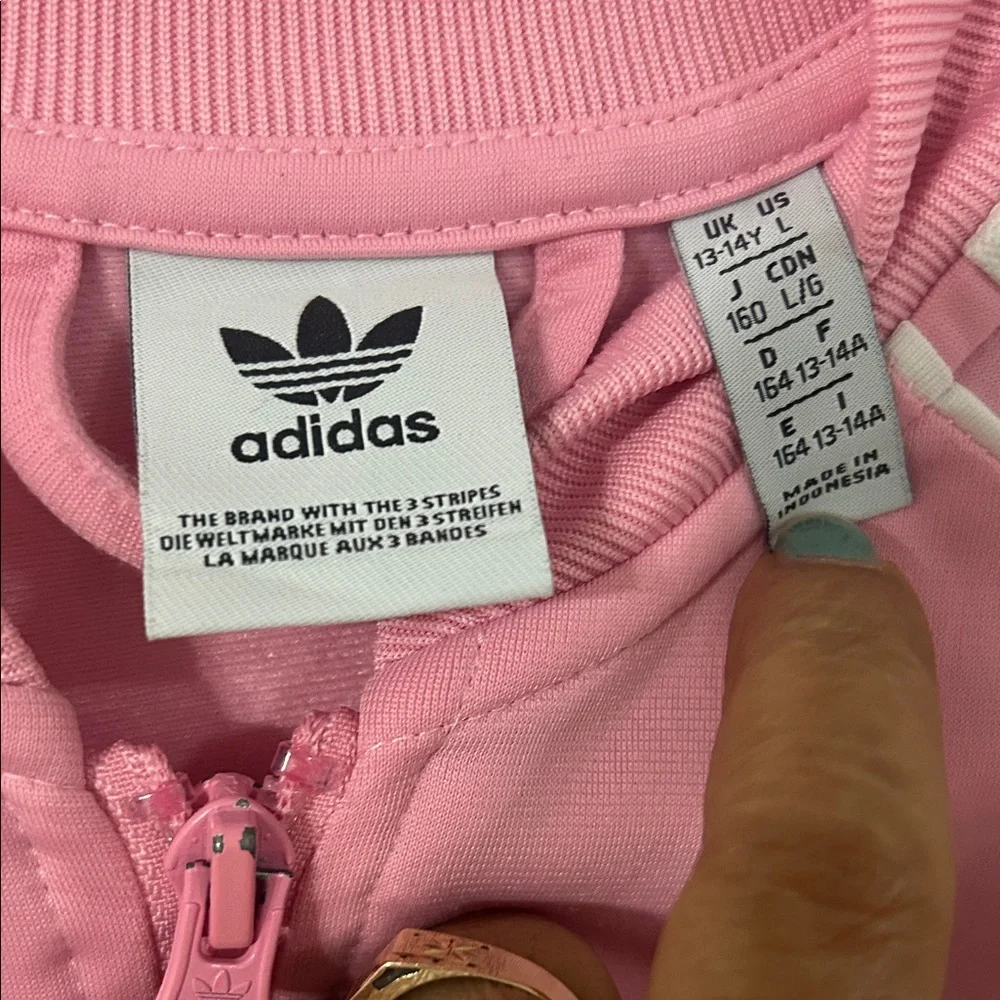 adidas
THE BRAND WITH THE 3 STRIPES
DIE WELTMARKE MIT DEN 3 STREIFEN
LA MARQUE AUX 3 BANDES
UK US
13-14Y L
J CDN
160 L/G
D F
164 13-14A
E I
164 13-14A
MADE IN
INDONESIA